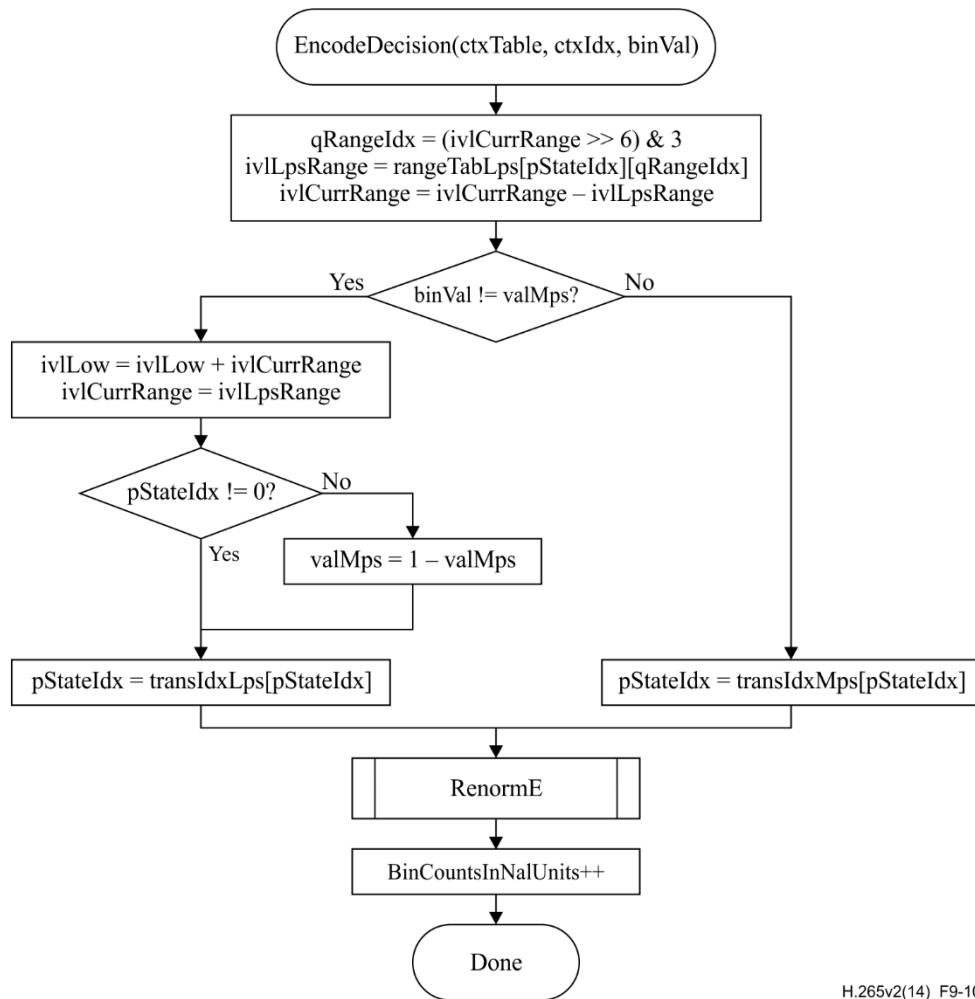 EncodeDecision(ctxTable, ctxIdx, binVal)
qRangeIdx = (ivlCurrRange >> 6) & 3
ivlLpsRange = rangeTabLps[pStateIdx][qRangeIdx]
ivlCurrRange = ivlCurrRange – ivlLpsRange
Yes
binVal != valMps?
No
ivlLow = ivlLow + ivlCurrRange
ivlCurrRange = ivlLpsRange
pStateIdx != 0?
No
Yes
valMps = 1 – valMps
pStateIdx = transIdxLps[pStateIdx]
pStateIdx = transIdxMps[pStateIdx]
RenormE
BinCountsInNalUnits++
Done
H.265v2(14)_F9-10